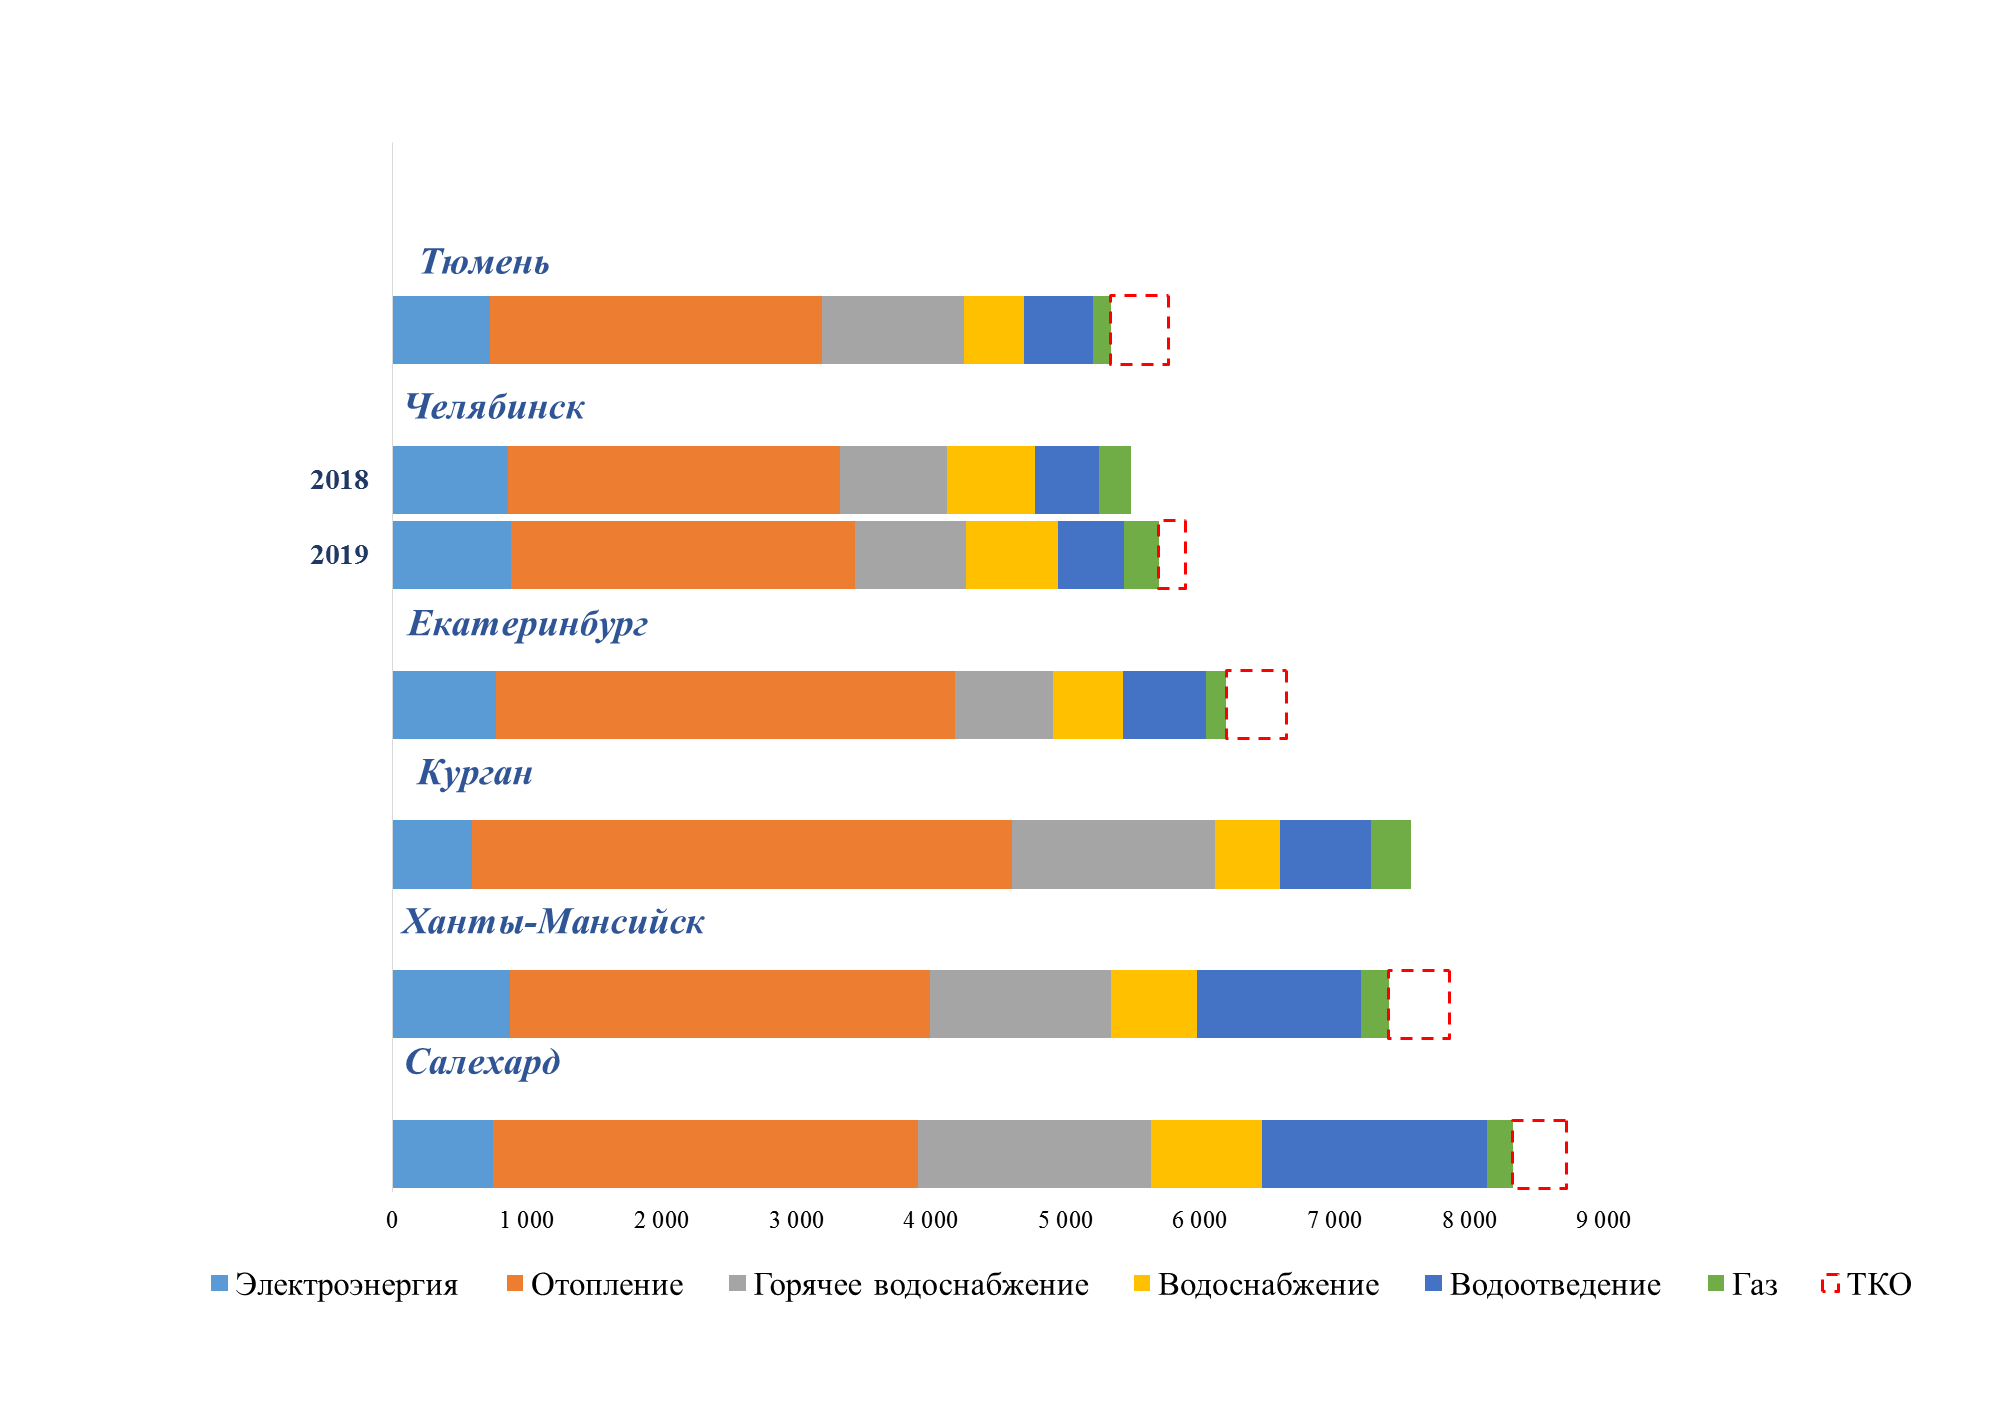 Тюмень
Челябинск
2018
2019
Екатеринбург
Курган
Ханты-Мансийск
Салехард
0 1 000 2 000 3 000 4 000 5 000 6 000 7 000 8 000 9 000
Электроэнергия Отопление Горячее водоснабжение Водоснабжение Водоотведение Газ ТКО